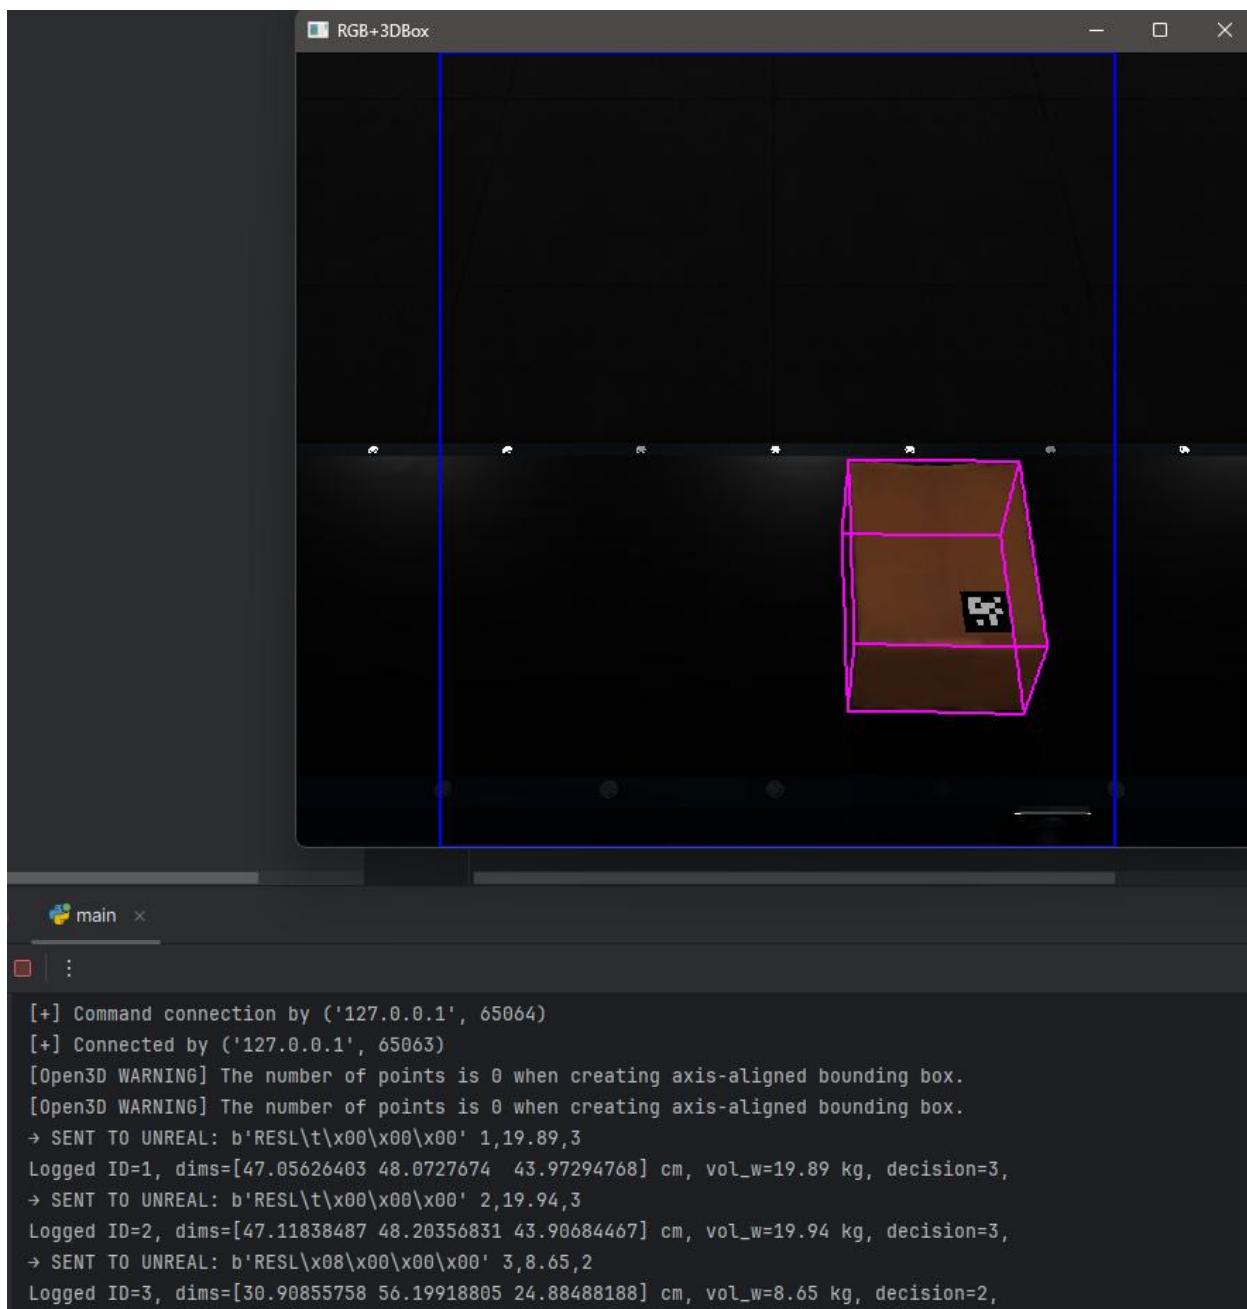 RGB+3DBox
main
[+] Command connection by ('127.0.0.1', 65064)
[+] Connected by ('127.0.0.1', 65063)
[Open3D WARNING] The number of points is 0 when creating axis-aligned bounding box.
[Open3D WARNING] The number of points is 0 when creating axis-aligned bounding box.
→ SENT TO UNREAL: b'RESL\t\x00\x00\x00' 1,19.89,3
Logged ID=1, dims=[47.05626403 48.0727674  43.97294768] cm, vol_w=19.89 kg, decision=3,
→ SENT TO UNREAL: b'RESL\t\x00\x00\x00' 2,19.94,3
Logged ID=2, dims=[47.11838487 48.20356831 43.90684467] cm, vol_w=19.94 kg, decision=3,
→ SENT TO UNREAL: b'RESL\x08\x00\x00\x00' 3,8.65,2
Logged ID=3, dims=[30.90855758 56.19918805 24.88488188] cm, vol_w=8.65 kg, decision=2,